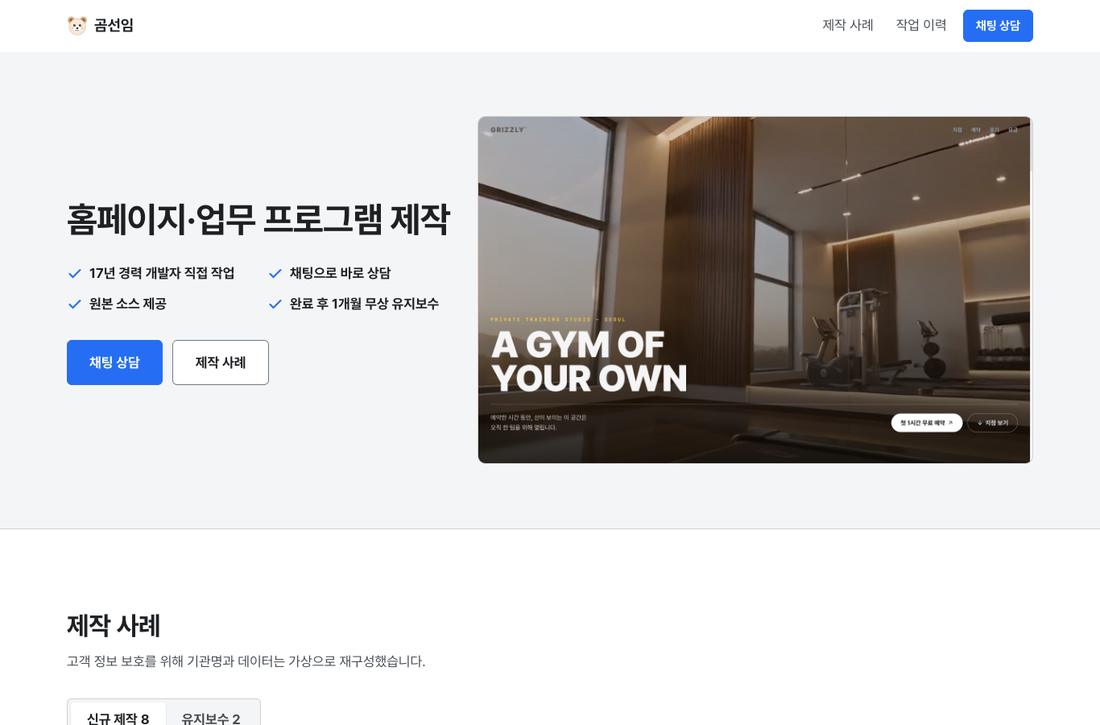 곰선임
제작 사례
작업 이력
채팅 상담
홈페이지·업무 프로그램 제작
17년 경력 개발자 직접 작업
채팅으로 바로 상담
원본 소스 제공
완료 후 1개월 무상 유지보수
채팅 상담
제작 사례
GRIZZLY
지점 예약 후기 요금
PRIVATE TRAINING STUDIO — SEOUL
A GYM OF
YOUR OWN
예약한 시간 동안, 산이 보이는 이 공간은
오직 한 팀을 위해 열립니다.
첫 1시간 무료 예약 ↗
↓ 지점 보기
제작 사례
고객 정보 보호를 위해 기관명과 데이터는 가상으로 재구성했습니다.
신규 제작 8
유지보수 2